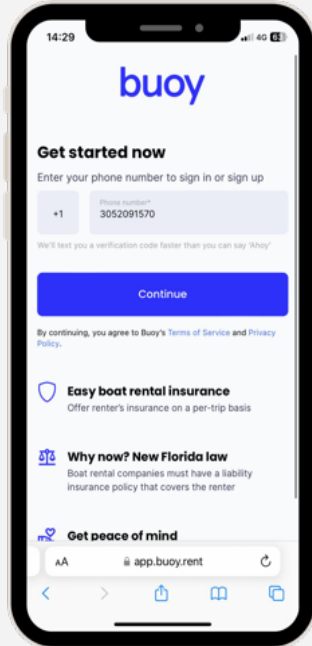 14:29
4G 63
buoy
Get started now
Enter your phone number to sign in or sign up
+1
Phone number*
3052091570
We'll text you a verification code faster than you can say 'Ahoy'
Continue
By continuing, you agree to Buoy's Terms of Service and Privacy
Policy.
Easy boat rental insurance
Offer renter's insurance on a per-trip basis
Why now? New Florida law
Boat rental companies must have a liability
insurance policy that covers the renter
Get peace of mind
AA
app.buoy.rent